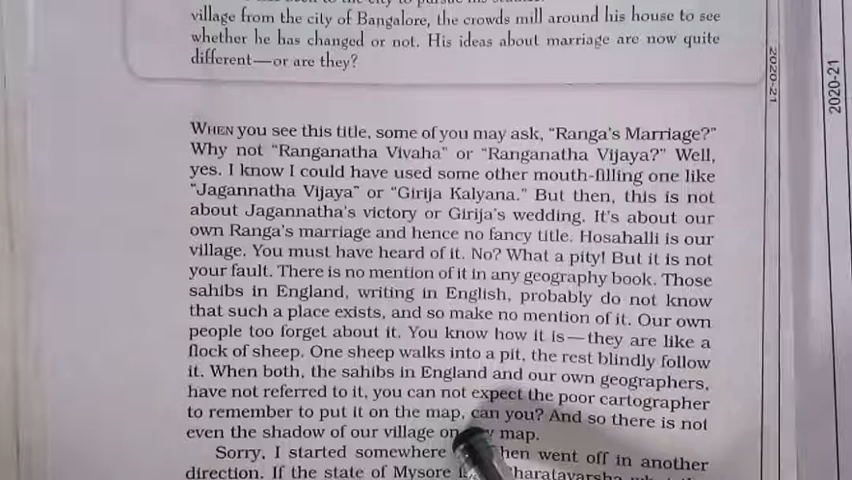 village from the city of Bangalore, the crowds mill around his house to see
whether he has changed or not. His ideas about marriage are now quite
different—or are they?
2020-21
2020-21
WHEN you see this title, some of you may ask, “Ranga's Marriage?”
Why not “Ranganatha Vivaha” or “Ranganatha Vijaya?” Well,
yes. I know I could have used some other mouth-filling one like
“Jagannatha Vijaya” or “Girija Kalyana.” But then, this is not
about Jagannatha's victory or Girija's wedding. It's about our
own Ranga's marriage and hence no fancy title. Hosahalli is our
village. You must have heard of it. No? What a pity! But it is not
your fault. There is no mention of it in any geography book. Those
sahibs in England, writing in English, probably do not know
that such a place exists, and so make no mention of it. Our own
people too forget about it. You know how it is—they are like a
flock of sheep. One sheep walks into a pit, the rest blindly follow
it. When both, the sahibs in England and our own geographers,
have not referred to it, you can not expect the poor cartographer
to remember to put it on the map, can you? And so there is not
even the shadow of our village on map.
Sorry, I started somewhere then went off in another
direction. If the state of Mysore Bharatavarsha what the